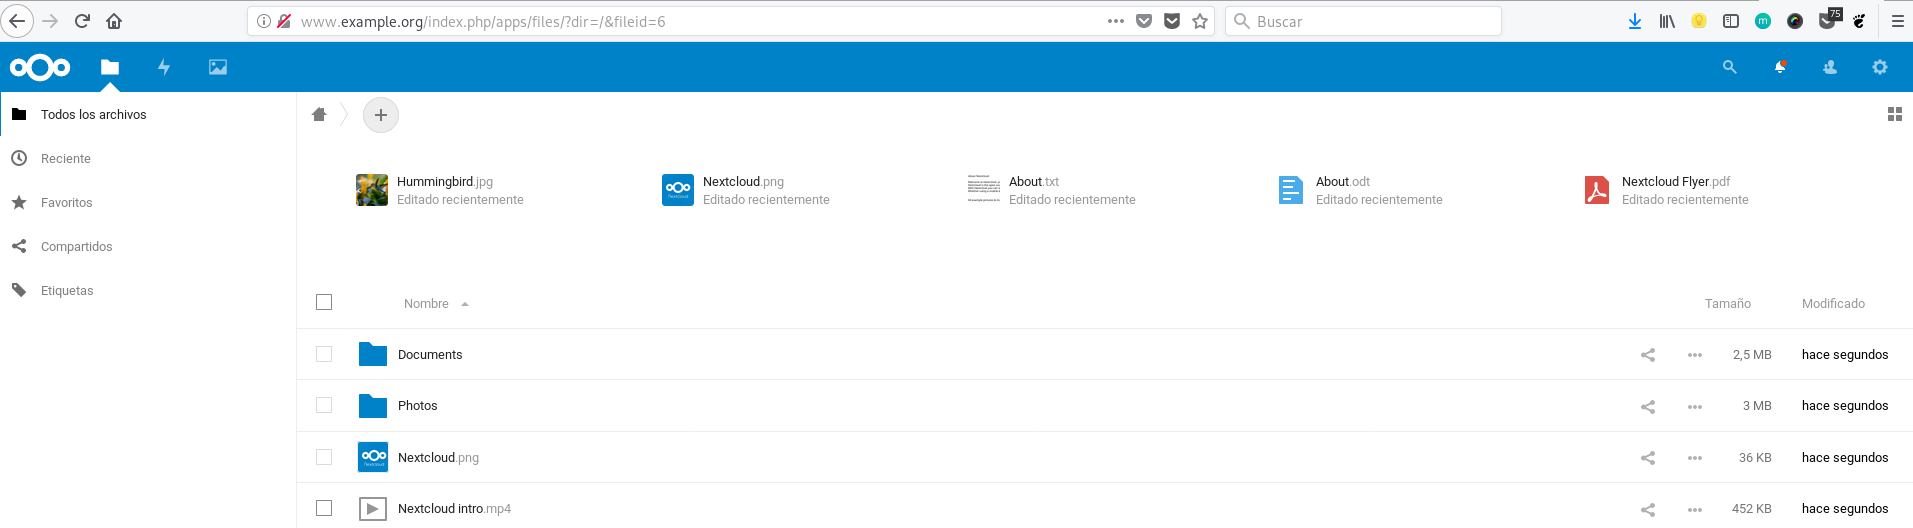 www.example.org/index.php/apps/files/?dir=/&fileid=6
Buscar
75
m
Todos los archivos
Reciente
Favoritos
Compartidos
Etiquetas
Hummingbird.jpg
Editado recientemente
Nextcloud.png
Editado recientemente
About.txt
Editado recientemente
About.odt
Editado recientemente
Nextcloud Flyer.pdf
Editado recientemente
Nombre Tamaño Modificado
Documents 2,5 MB hace segundos
Photos 3 MB hace segundos
Nextcloud.png 36 KB hace segundos
Nextcloud intro.mp4 452 KB hace segundos